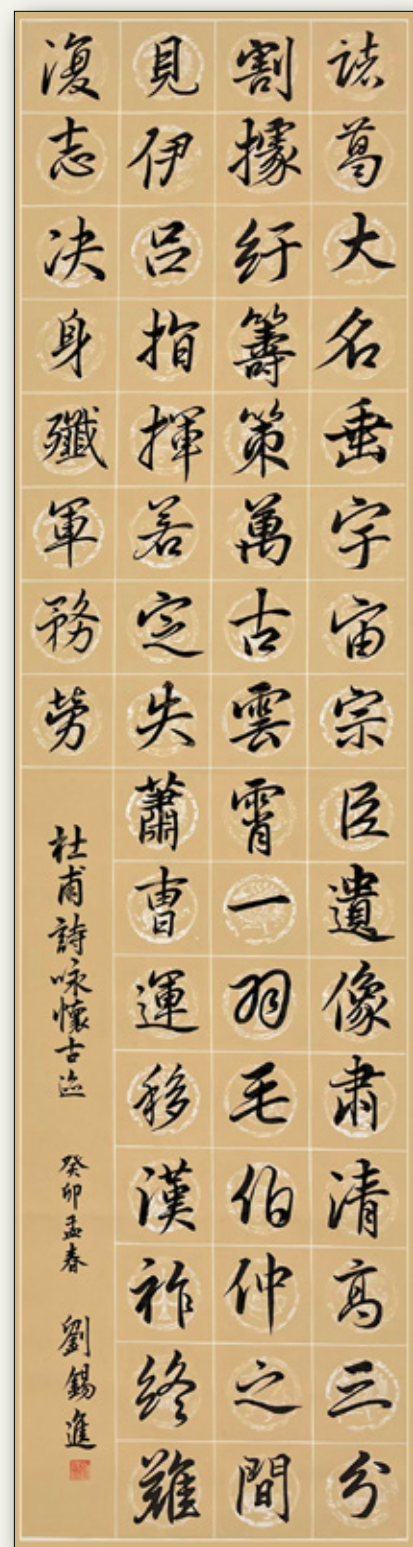 諸葛大名垂宇宙宗臣遺像肅清高三分
割據紆籌策萬古雲霄一羽毛伯仲之間
見伊吕指揮若定失蕭曹運移漢祚終難
復志决身殲軍務勞
杜甫詩咏懷古迹 癸卯孟春 劉錫進